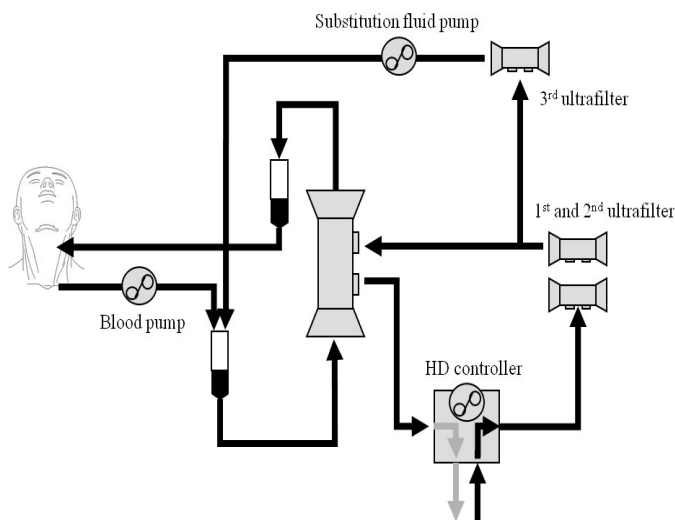 Substitution fluid pump
3rd ultrafilter
1st and 2nd ultrafilter
Blood pump
HD controller